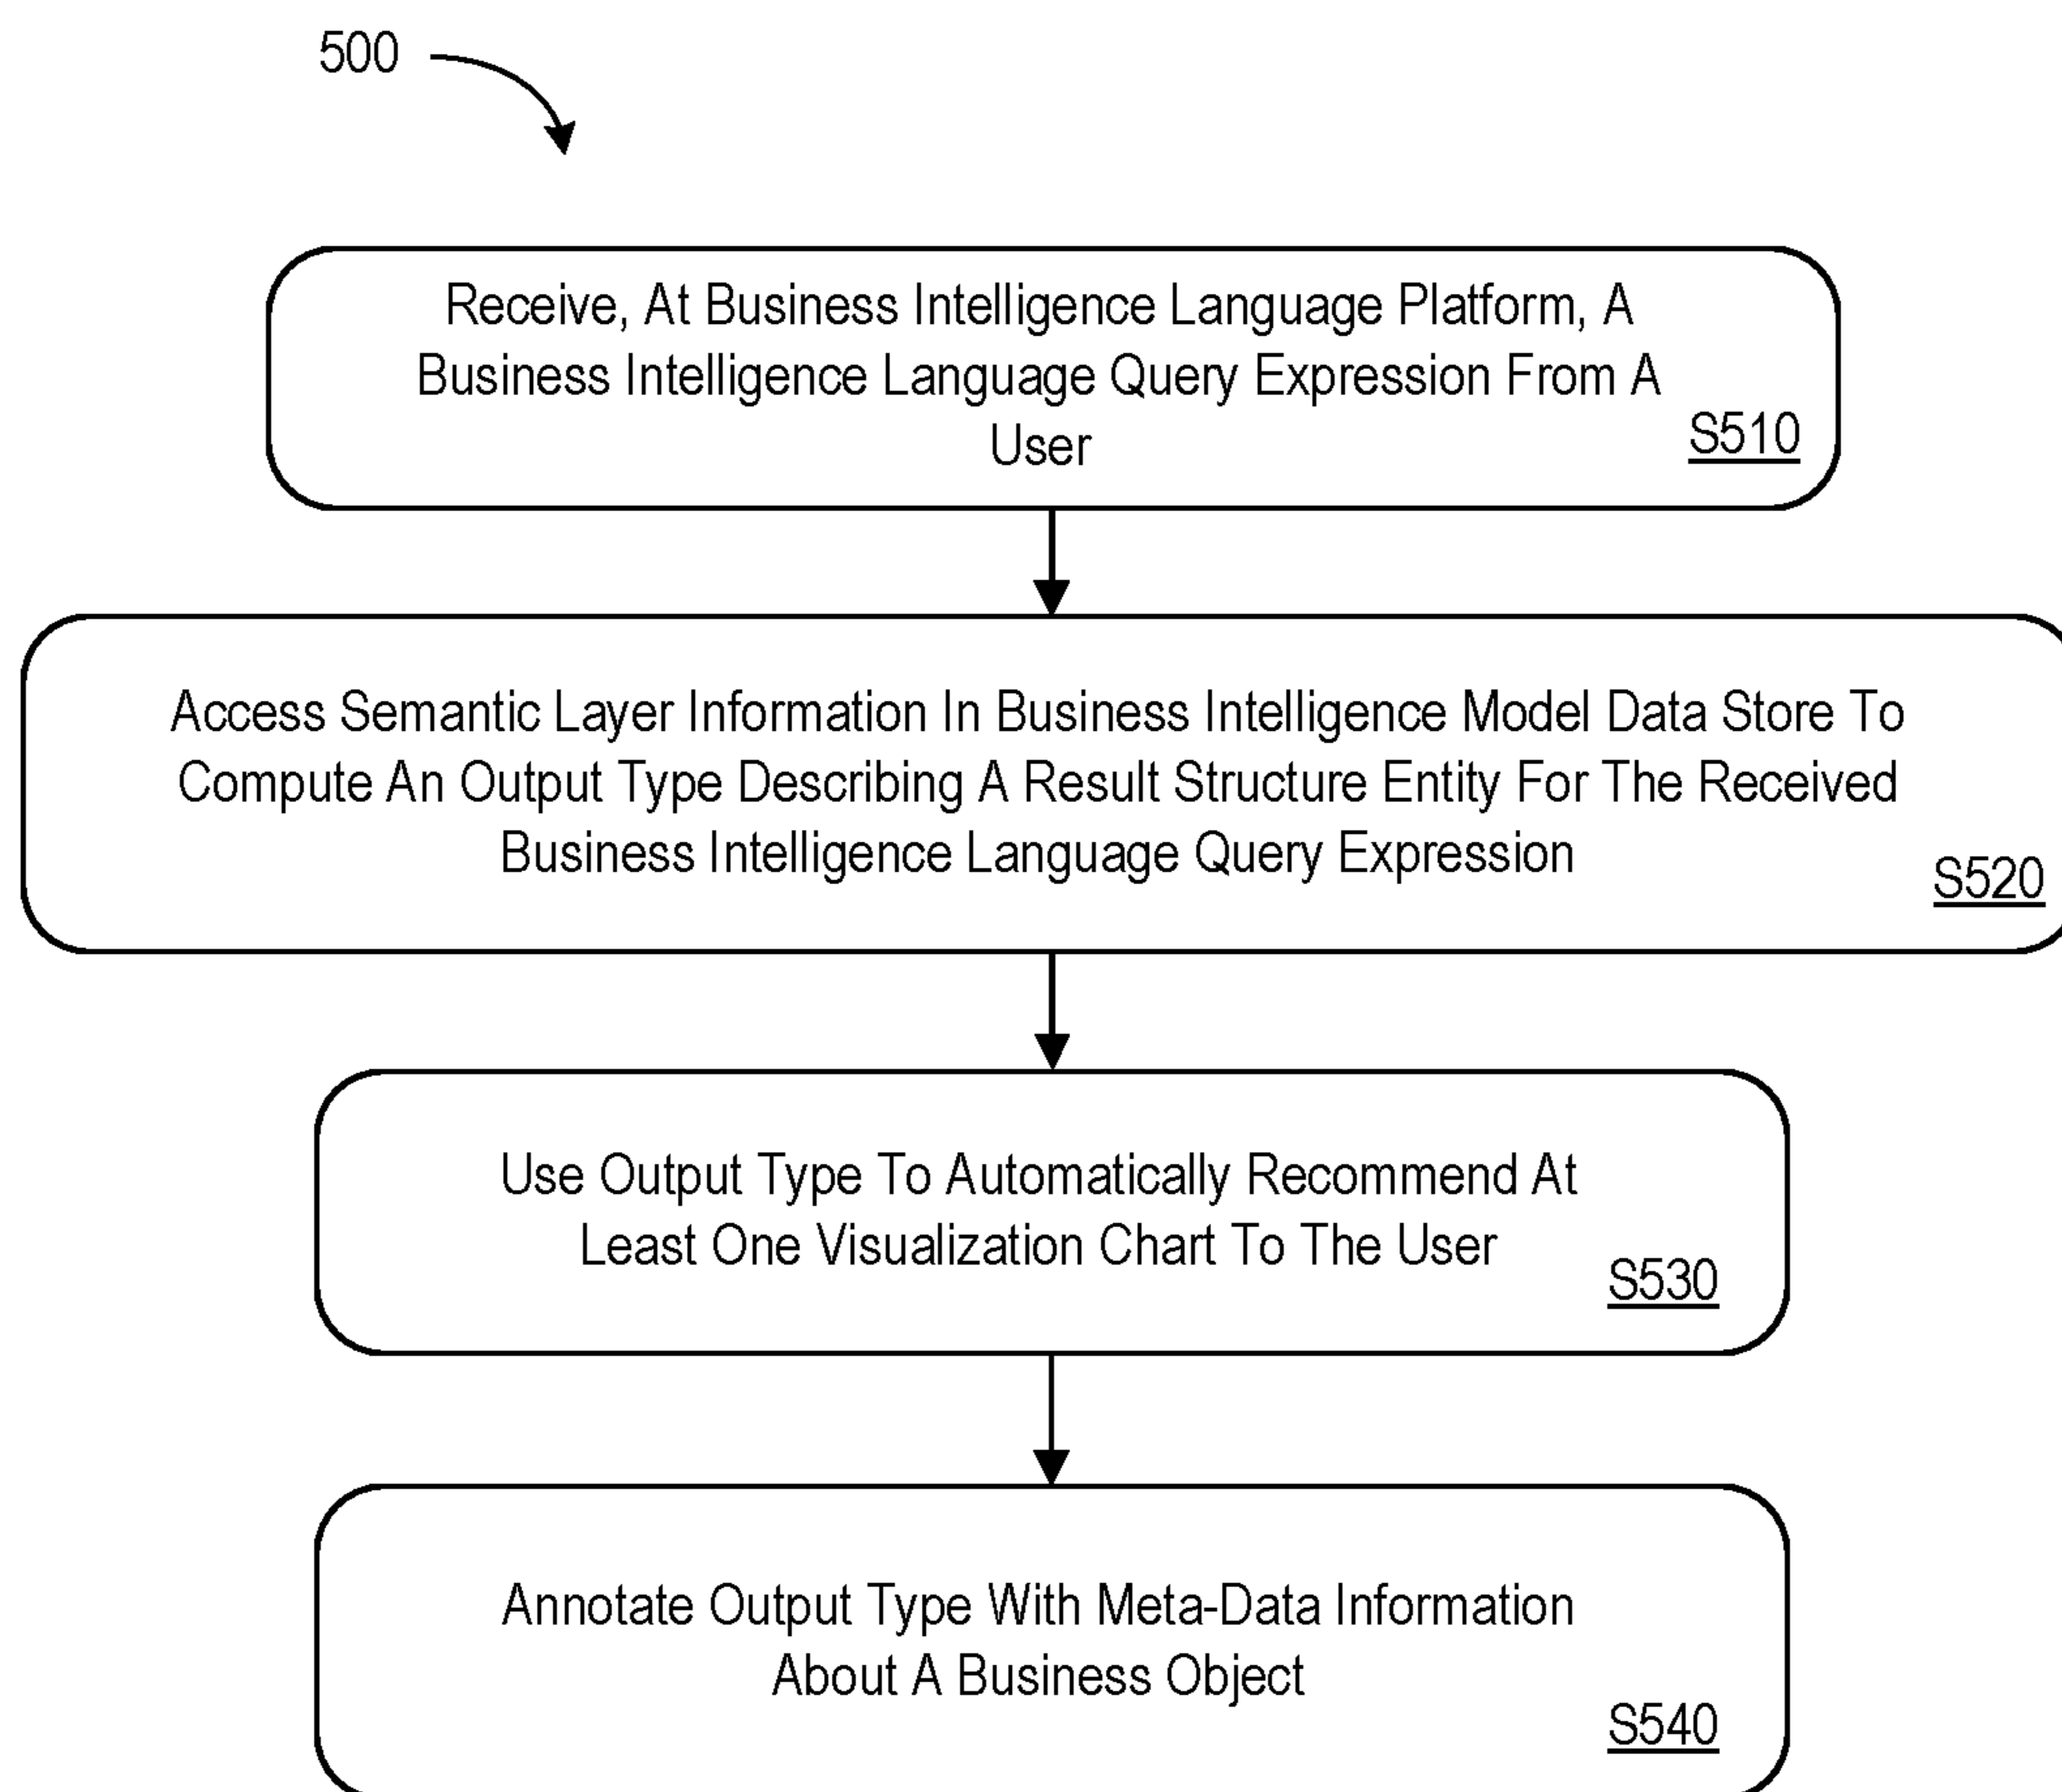 500
Receive, At Business Intelligence Language Platform, A
Business Intelligence Language Query Expression From A
User
S510
Access Semantic Layer Information In Business Intelligence Model Data Store To
Compute An Output Type Describing A Result Structure Entity For The Received
Business Intelligence Language Query Expression
S520
Use Output Type To Automatically Recommend At
Least One Visualization Chart To The User
S530
Annotate Output Type With Meta-Data Information
About A Business Object
S540